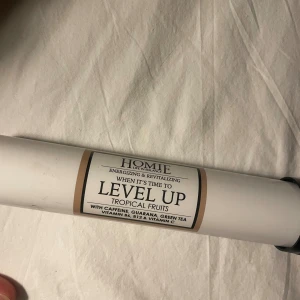 HOMIE
ENERGIZING & REVITALIZING
WHEN IT'S TIME TO
LEVEL UP
TROPICAL FRUITS
WITH CAFFEINE, GUARANA, GREEN TEA
VITAMIN B6, B12 & VITAMIN C